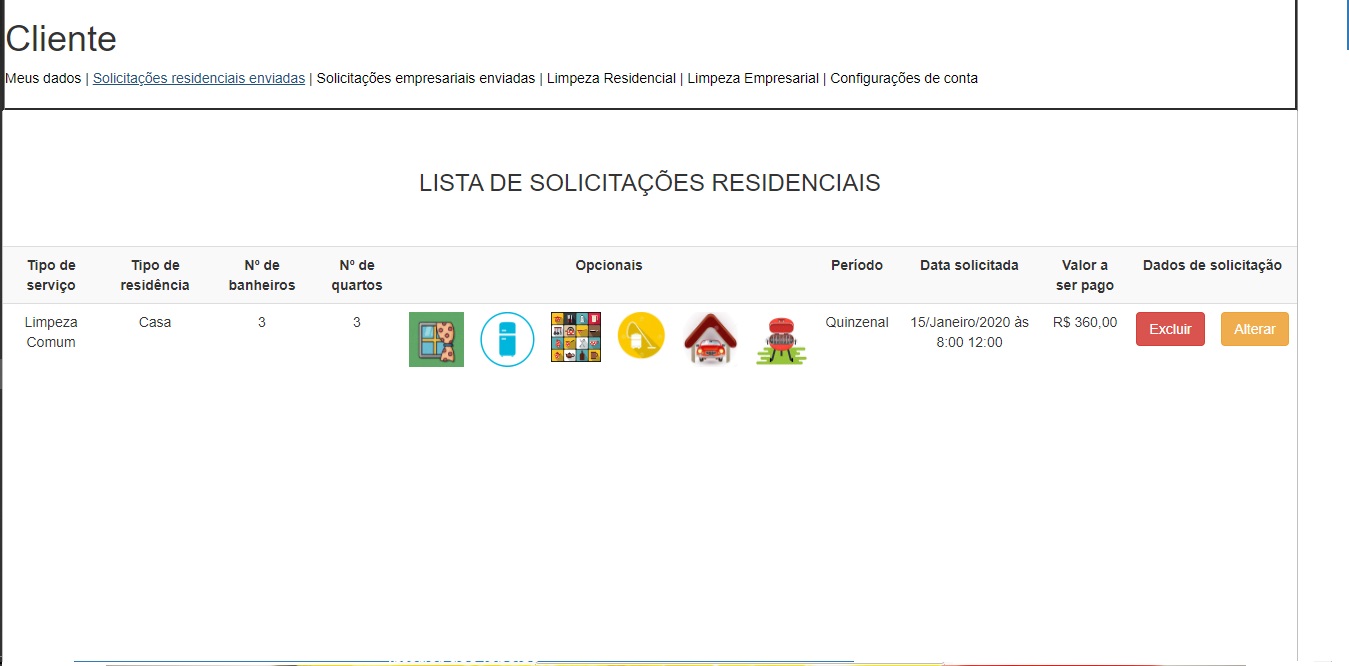 Cliente
Meus dados | Solicitações residenciais enviadas | Solicitações empresariais enviadas | Limpeza Residencial | Limpeza Empresarial | Configurações de conta
LISTA DE SOLICITAÇÕES RESIDENCIAIS
Tipo de serviço Tipo de residência Nº de banheiros Nº de quartos Opcionais Período Data solicitada Valor a ser pago Dados de solicitação
Limpeza Comum Casa 3 3 Quinzenal 15/Janeiro/2020 às 8:00 12:00 R$ 360,00 Excluir Alterar